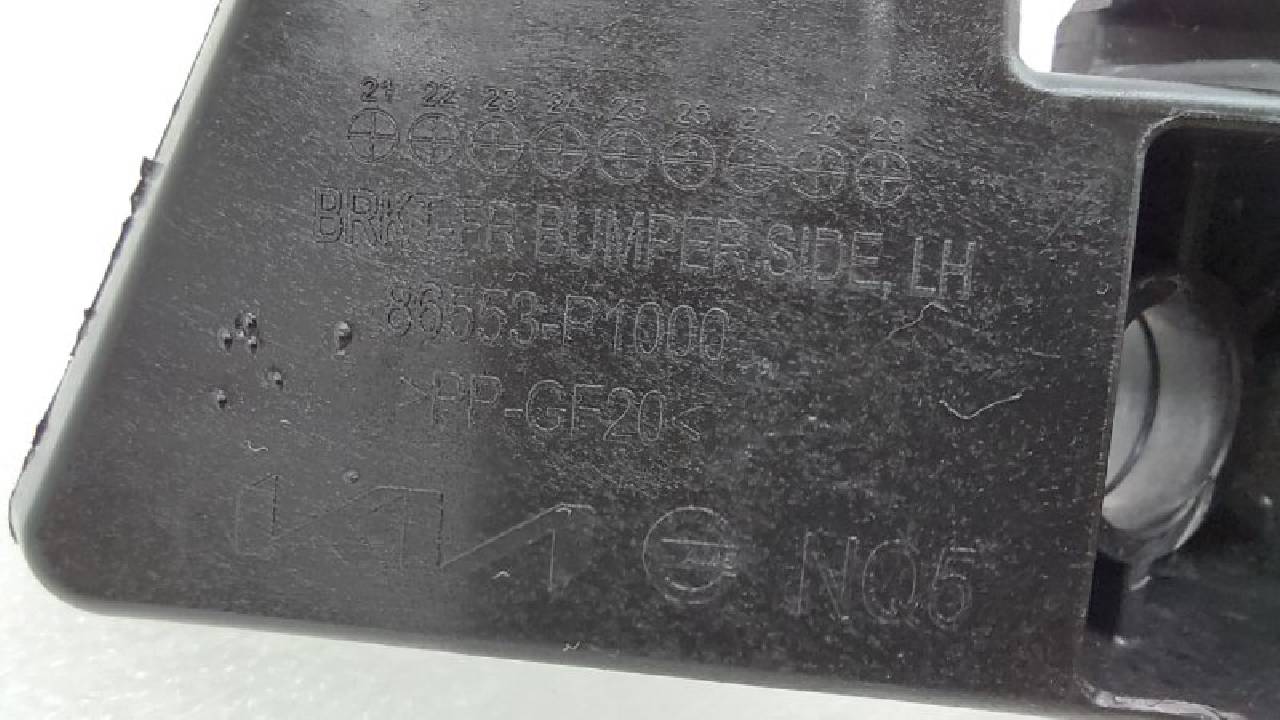 21 22 23 24 25 26 27 28 29
BRKT-FR BUMPER SIDE, LH
86553-P1000
>PP-GF20<
KIA NQ5